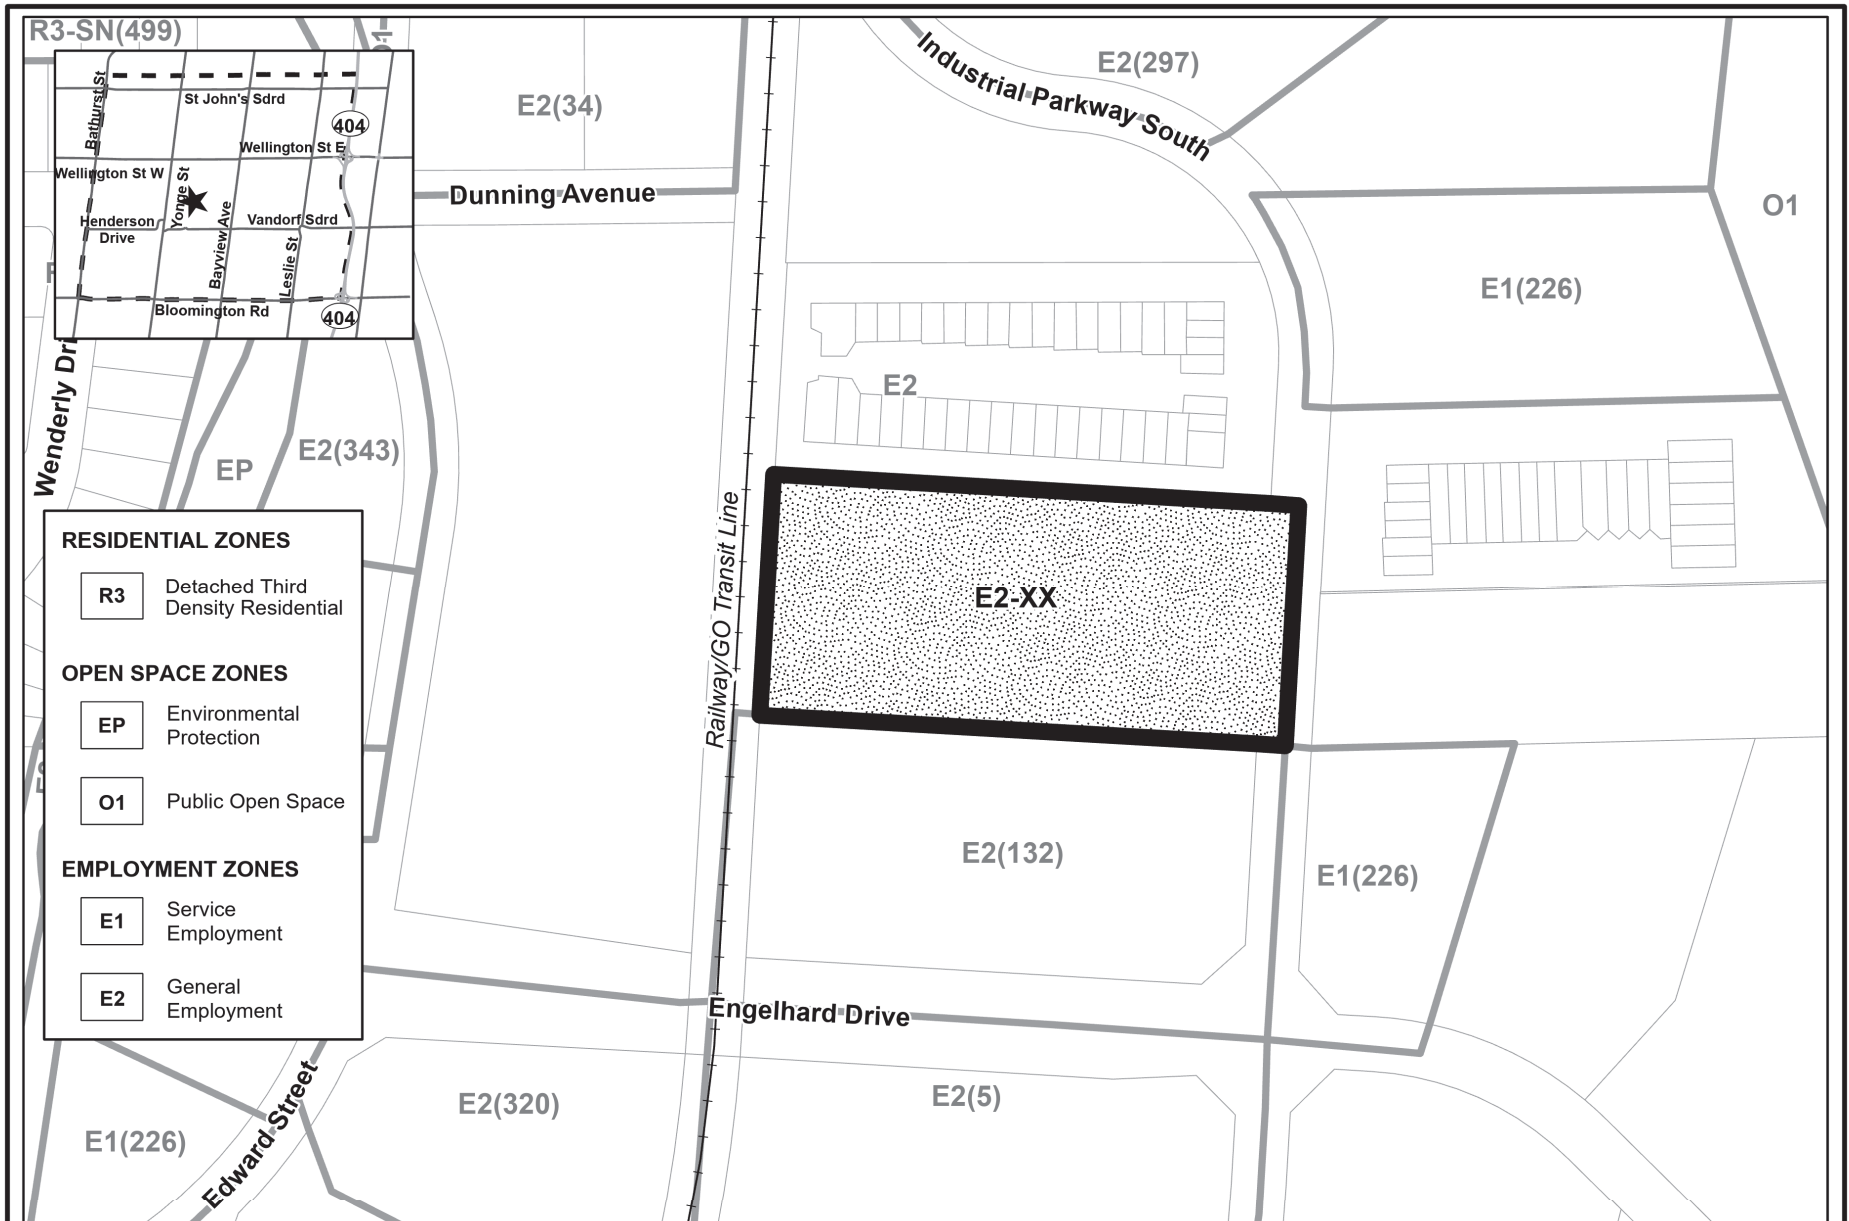 R3-SN(499)
St John's Sdrd
Bathurst St
404
Wellington St E
Wellington St W
Yonge St
Henderson
Drive
Vandorf Sdrd
Bayview Ave
Leslie St
Bloomington Rd
404
E2(34)
Industrial Parkway South
E2(297)
Dunning Avenue
O1
E1(226)
E2
Wenderly Dri
EP
E2(343)
Railway/GO Transit Line
E2-XX
RESIDENTIAL ZONES
R3
Detached Third
Density Residential
OPEN SPACE ZONES
EP
Environmental
Protection
O1
Public Open Space
EMPLOYMENT ZONES
E1
Service
Employment
E2
General
Employment
E2(132)
E1(226)
Engelhard Drive
E2(320)
E2(5)
E1(226)
Edward Street